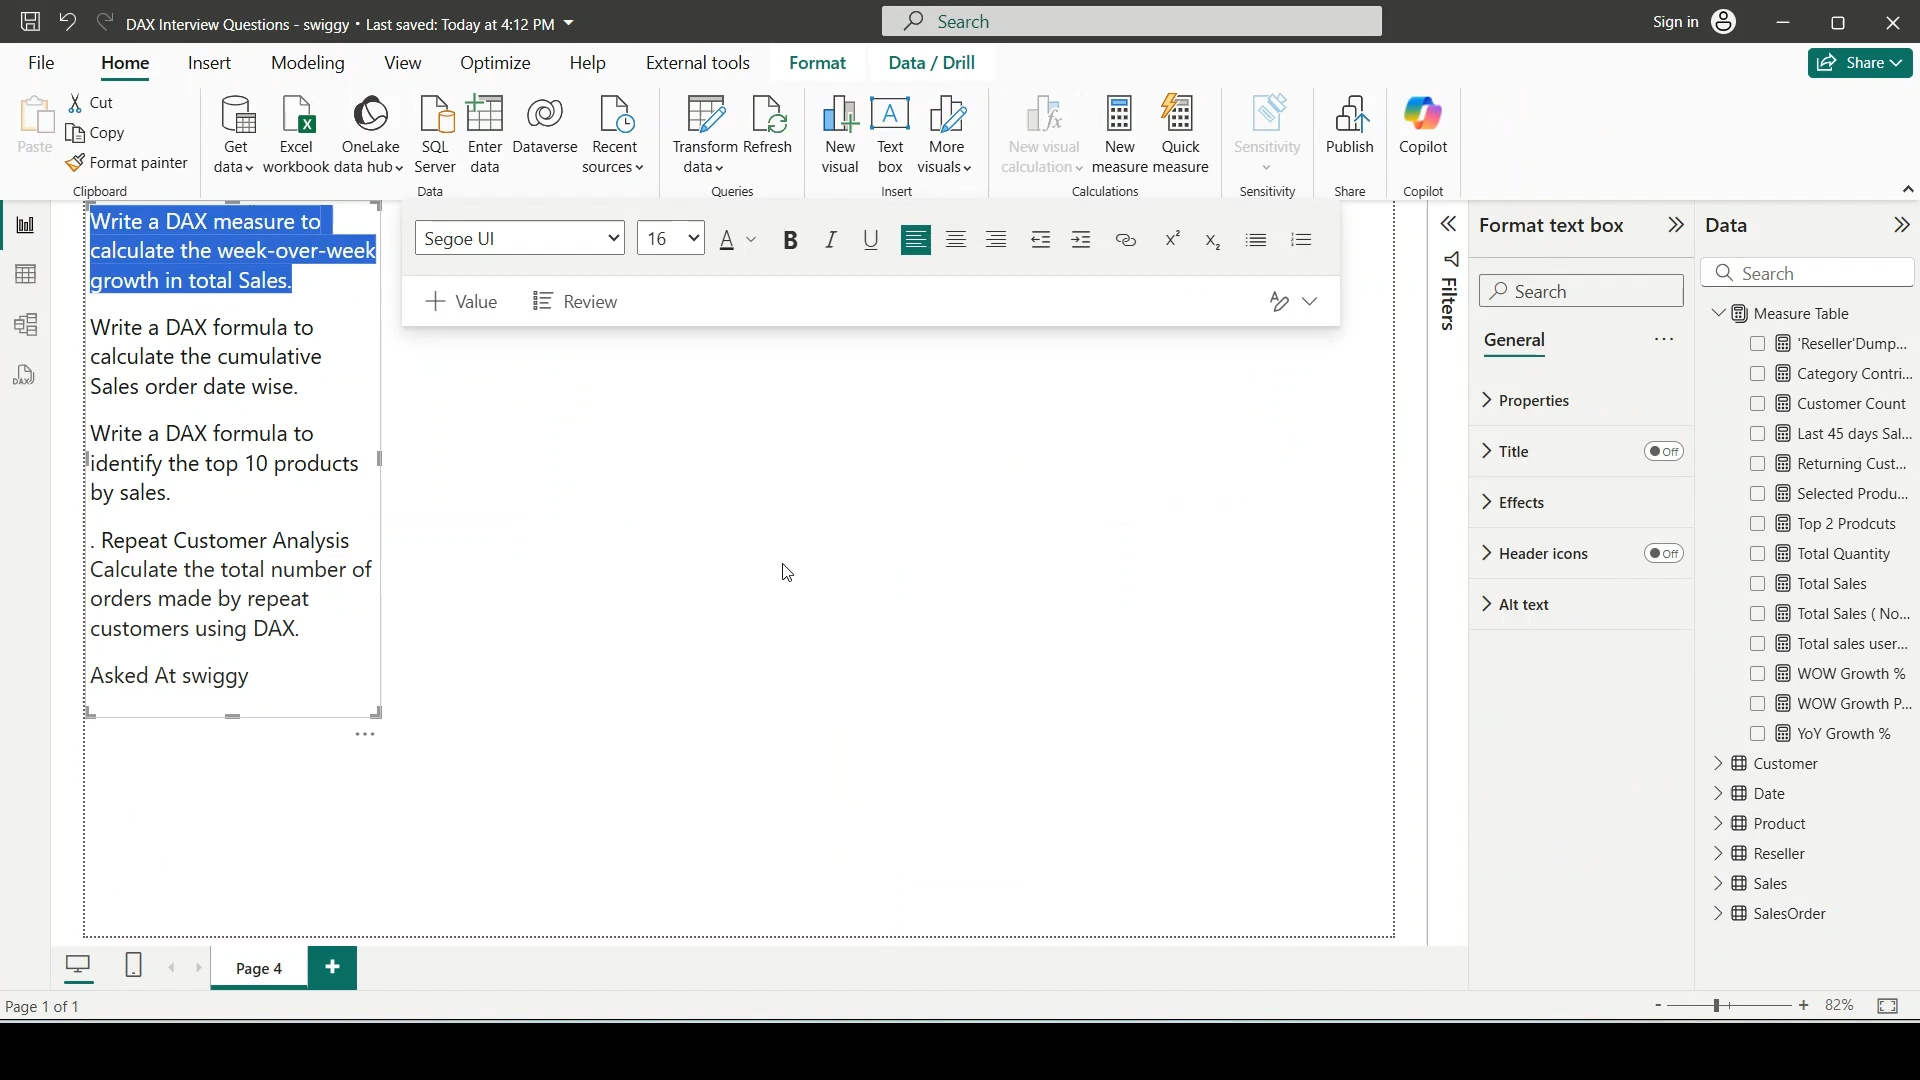 DAX Interview Questions - swiggy • Last saved: Today at 4:12 PM
Search
Sign in
File
Home
Insert
Modeling
View
Optimize
Help
External tools
Format
Data / Drill
Share
Paste
Cut
Copy
Format painter
Clipboard
Get data
Excel workbook
OneLake data hub
SQL Server
Enter data
Dataverse
Recent sources
Data
Transform data
Refresh
Queries
New visual
Text box
More visuals
Insert
New visual calculation
New measure
Quick measure
Calculations
Sensitivity
Sensitivity
Publish
Share
Copilot
Copilot
Write a DAX measure to
calculate the week-over-week
growth in total Sales.
Write a DAX formula to
calculate the cumulative
Sales order date wise.
Write a DAX formula to
identify the top 10 products
by sales.
. Repeat Customer Analysis
Calculate the total number of
orders made by repeat
customers using DAX.
Asked At swiggy
Segoe UI
16
Value
Review
Filters
Format text box
Search
General
Properties
Title
Off
Effects
Header icons
Off
Alt text
Data
Search
Measure Table
'Reseller'Dump...
Category Contri...
Customer Count
Last 45 days Sal...
Returning Cust...
Selected Produ...
Top 2 Prodcuts
Total Quantity
Total Sales
Total Sales ( No...
Total sales user...
WOW Growth %
WOW Growth P...
YoY Growth %
Customer
Date
Product
Reseller
Sales
SalesOrder
Page 4
Page 1 of 1
82%